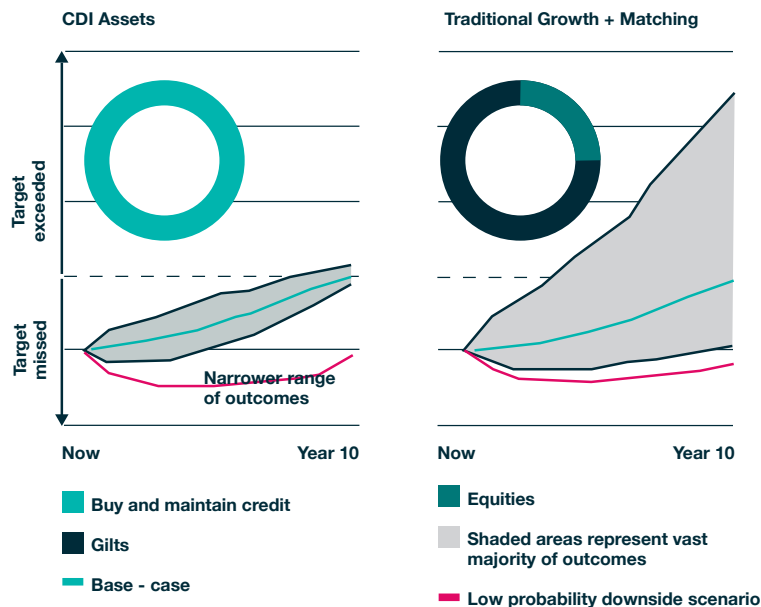 CDI Assets
Traditional Growth + Matching
Target
exceeded
Target
missed
Narrower range
of outcomes
Now
Year 10
Now
Year 10
Buy and maintain credit
Gilts
Base - case
Equities
Shaded areas represent vast
majority of outcomes
Low probability downside scenario